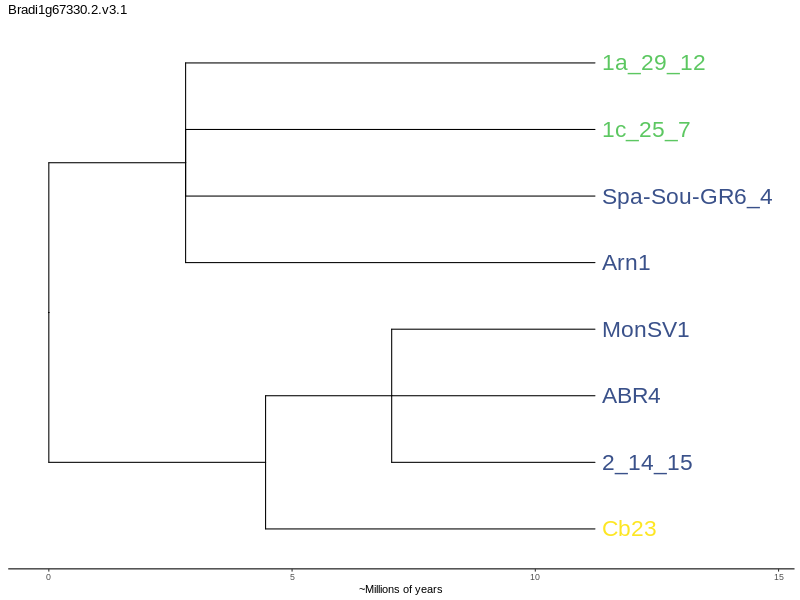 Bradi1g67330.2.v3.1
1a_29_12
1c_25_7
Spa-Sou-GR6_4
Arn1
MonSV1
ABR4
2_14_15
Cb23
0 5 10 15
~Millions of years